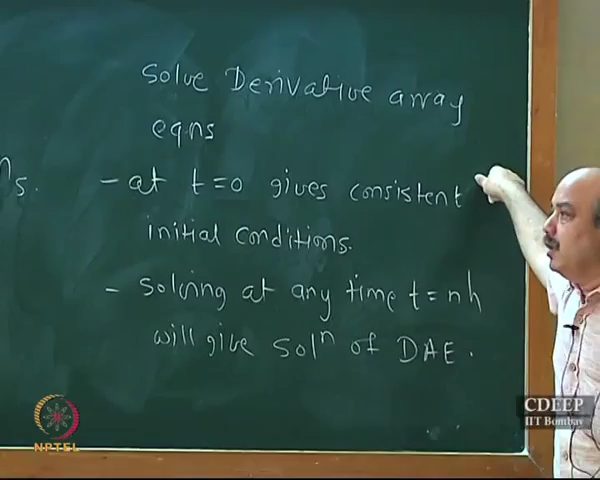 Solve Derivative array
eqns
- at t=0 gives consistent
initial conditions.
ns.
- Solving at any time t=nh
will give solⁿ of DAE.
NPTEL
CDEEP
IIT Bombay